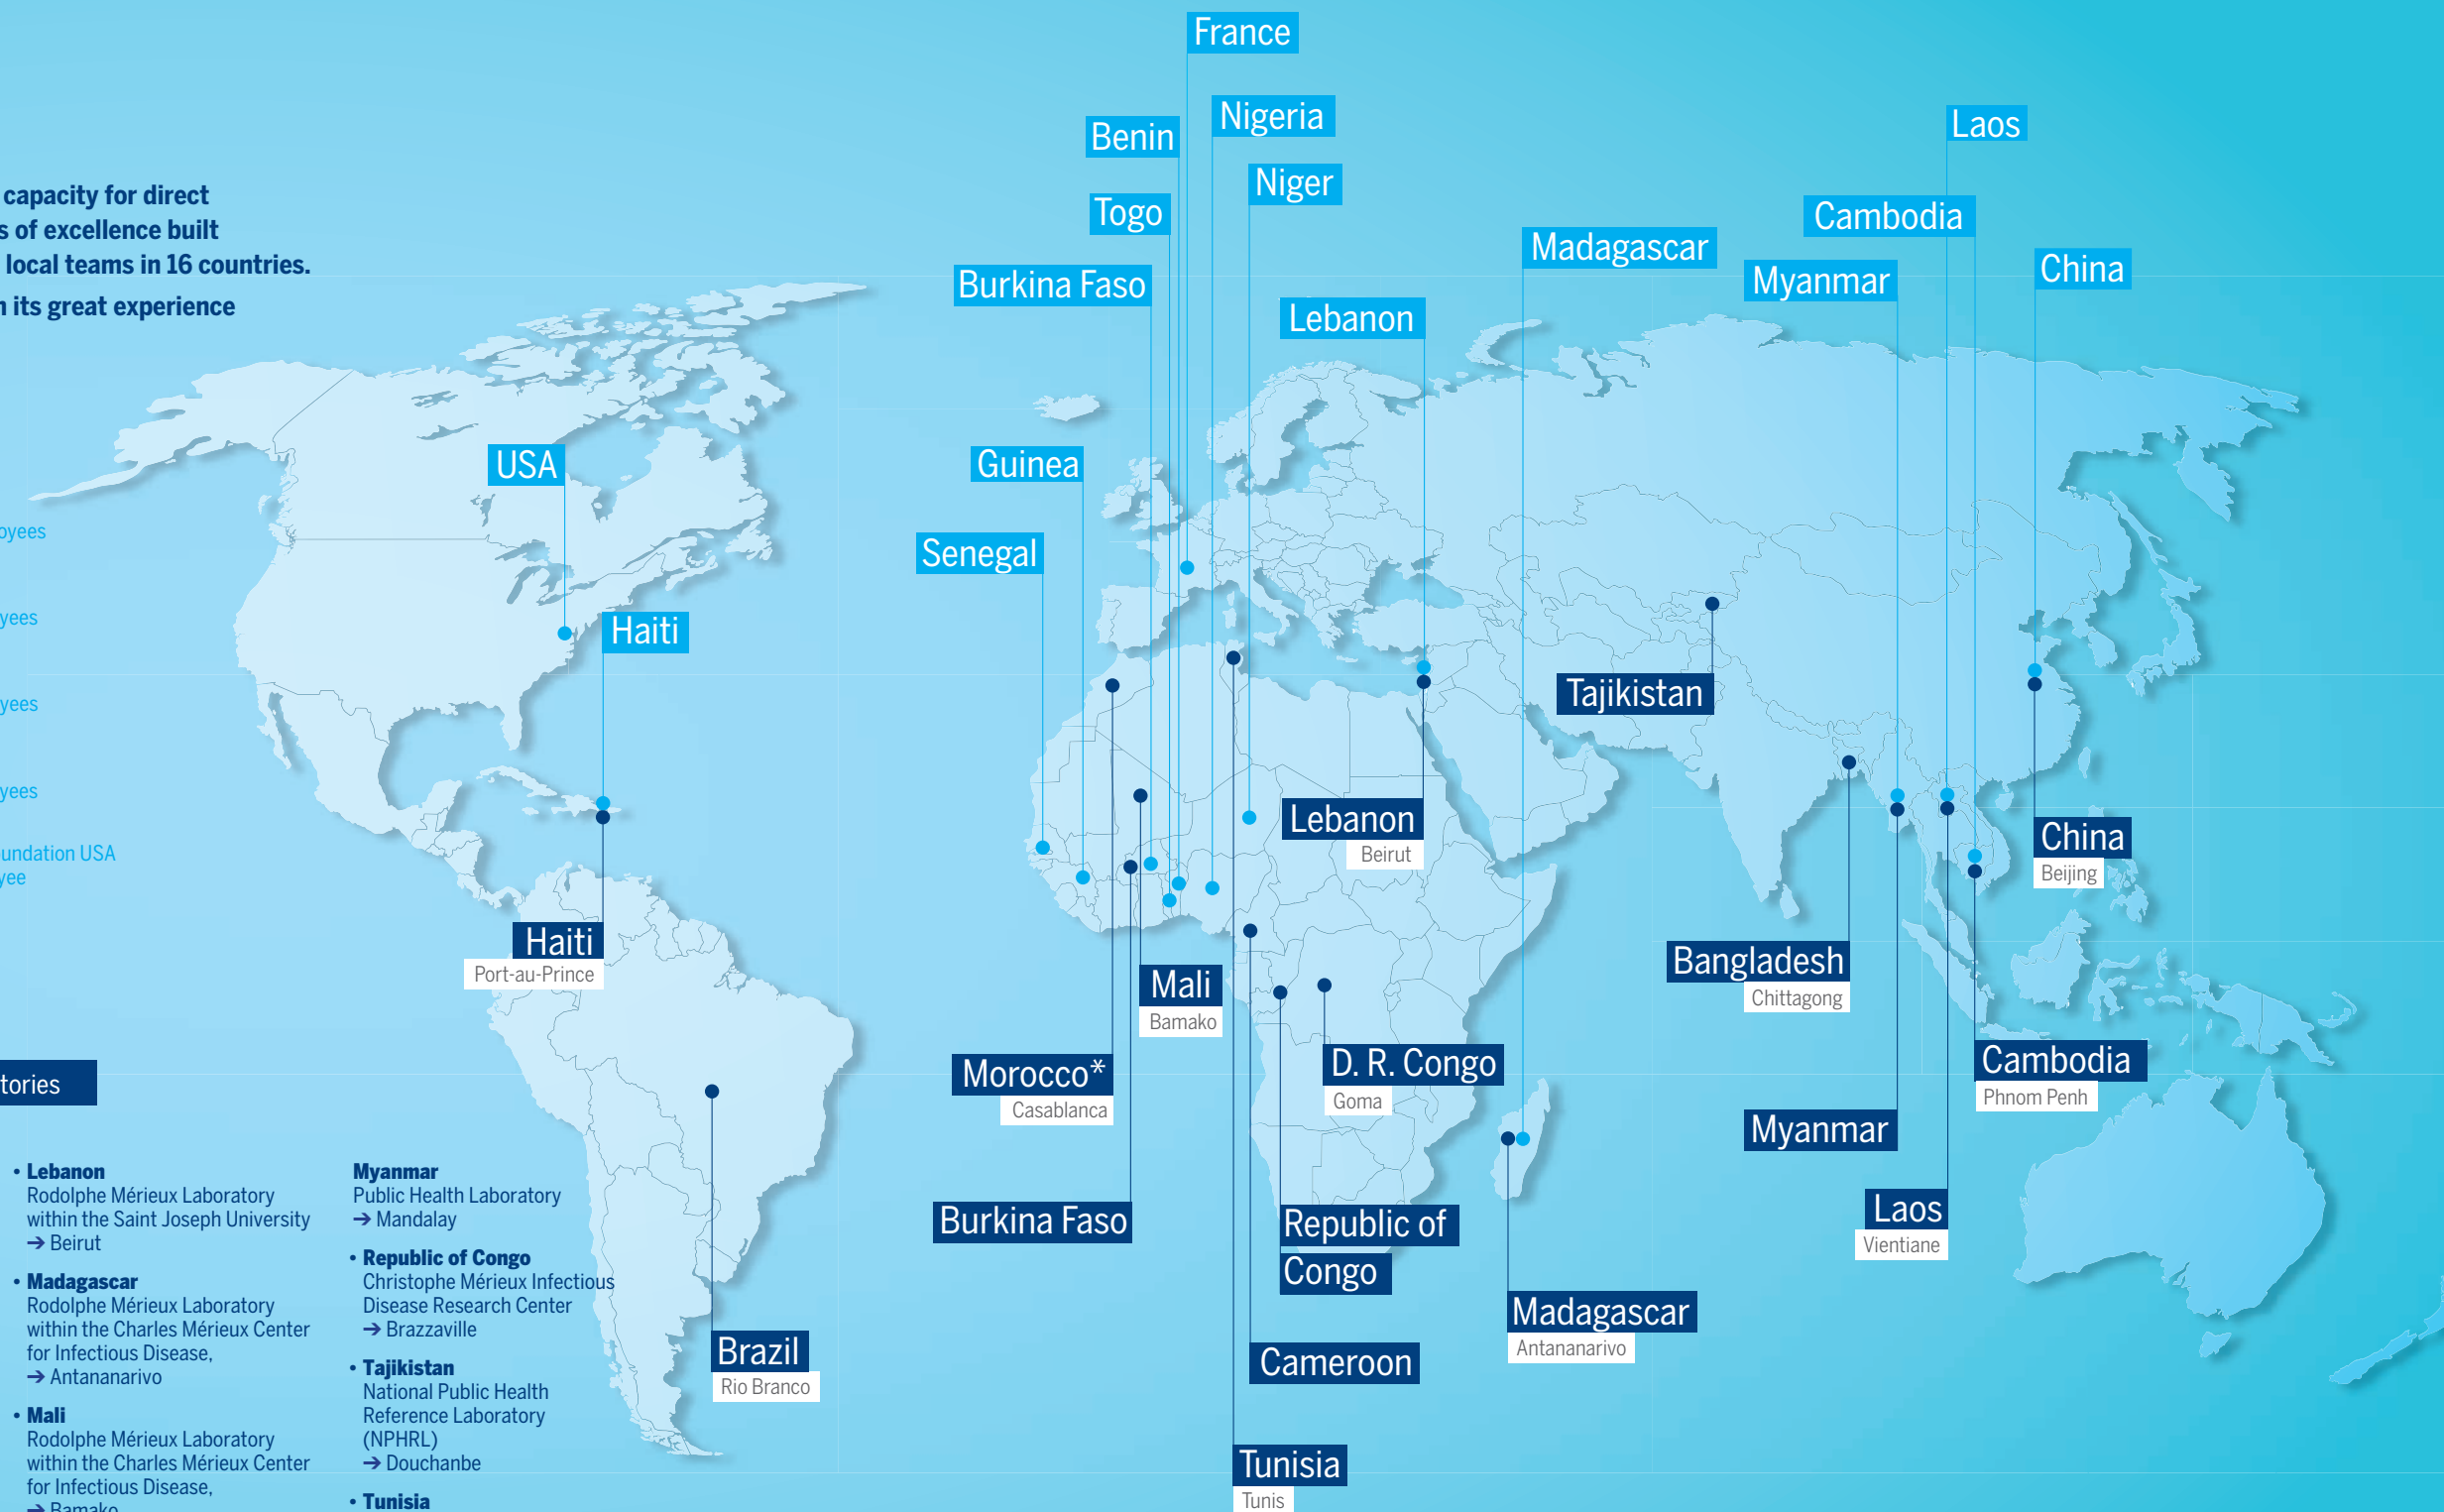 capacity for direct
of excellence built
local teams in 16 countries.
its great experience
France
Nigeria
Benin
Niger
Togo
Burkina Faso
Laos
Cambodia
Madagascar
Myanmar
China
Lebanon
USA
Guinea
Senegal
Haiti
Tajikistan
Lebanon
Beirut
China
Beijing
Haiti
Port-au-Prince
Mali
Bamako
Bangladesh
Chittagong
Morocco*
Casablanca
D. R. Congo
Goma
Cambodia
Phnom Penh
Myanmar
Burkina Faso
Republic of
Congo
Laos
Vientiane
Madagascar
Antananarivo
Brazil
Rio Branco
Cameroon
Tunisia
Tunis
oyees
yees
yees
yees
undation USA
yee
tories
• Lebanon
Rodolphe Mérieux Laboratory
within the Saint Joseph University
➔ Beirut
• Madagascar
Rodolphe Mérieux Laboratory
within the Charles Mérieux Center
for Infectious Disease,
➔ Antananarivo
• Mali
Rodolphe Mérieux Laboratory
within the Charles Mérieux Center
for Infectious Disease,
➔ Bamako
Myanmar
Public Health Laboratory
➔ Mandalay
• Republic of Congo
Christophe Mérieux Infectious
Disease Research Center
➔ Brazzaville
• Tajikistan
National Public Health
Reference Laboratory
(NPHRL)
➔ Douchanbe
• Tunisia